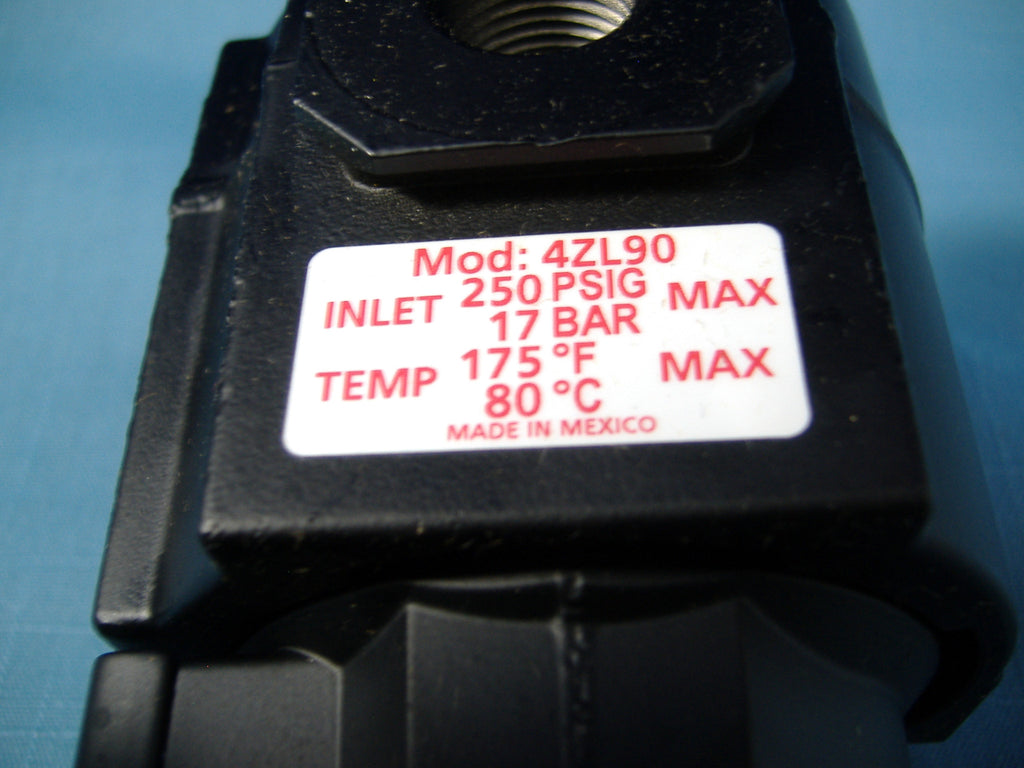 Mod: 4ZL90
INLET 250 PSIG MAX
17 BAR
TEMP 175 °F MAX
80 °C
MADE IN MEXICO